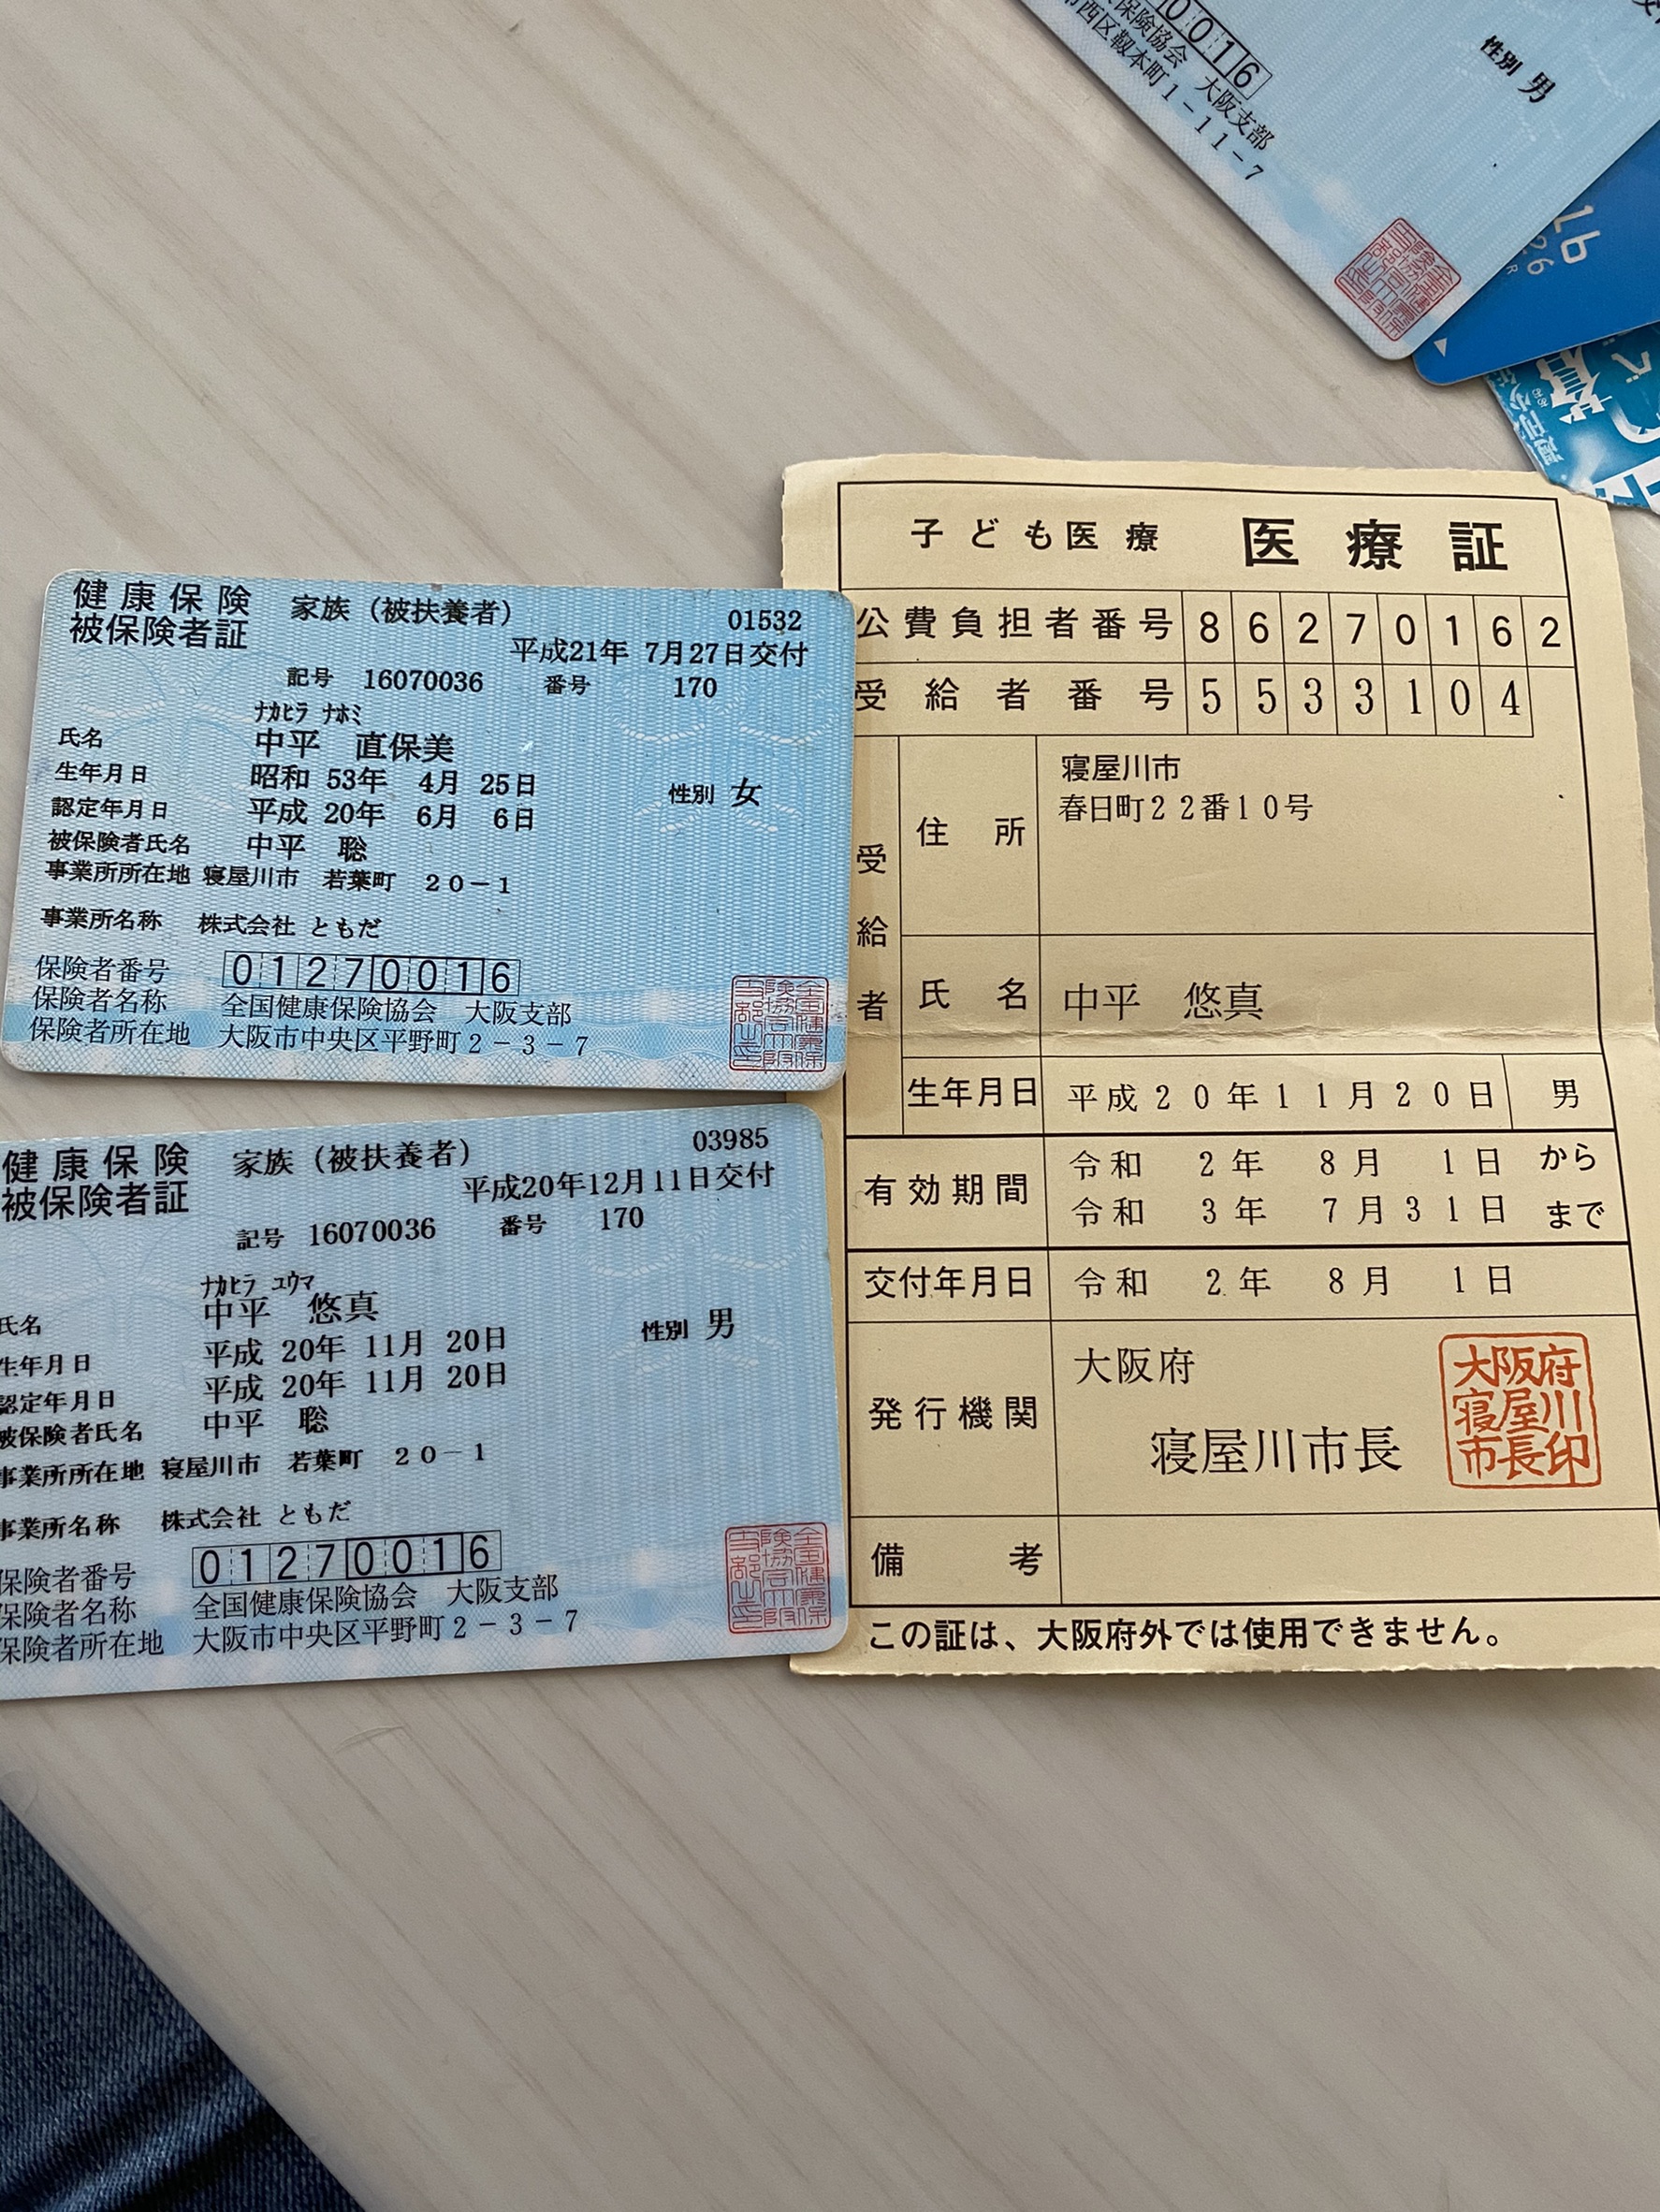 0016
保険協会 大阪支部
市西区靱本町1-11-7
性別 男
健康保険 家族（被扶養者） 01532
被保険者証
平成21年 7月27日交付
記号 16070036 番号 170
ﾅｶﾋﾗ ﾅﾎﾐ
氏名 中平 直保美
生年月日 昭和 53年 4月 25日
性別 女
認定年月日 平成 20年 6月 6日
被保険者氏名 中平 聡
事業所所在地 寝屋川市 若葉町 20-1
事業所名称 株式会社 ともだ
保険者番号 01270016
保険者名称 全国健康保険協会 大阪支部
保険者所在地 大阪市中央区平野町2-3-7
健康保険 家族（被扶養者） 03985
被保険者証
平成20年12月11日交付
記号 16070036 番号 170
ﾅｶﾋﾗ ﾕｳﾏ
氏名 中平 悠真
性別 男
生年月日 平成 20年 11月 20日
認定年月日 平成 20年 11月 20日
被保険者氏名 中平 聡
事業所所在地 寝屋川市 若葉町 20-1
事業所名称 株式会社 ともだ
保険者番号 01270016
保険者名称 全国健康保険協会 大阪支部
保険者所在地 大阪市中央区平野町2-3-7
子ども医療 医療証
公費負担者番号 86270162
受給者番号 5533104
受給者
住所 寝屋川市
春日町22番10号
氏名 中平 悠真
生年月日 平成20年11月20日 男
有効期間 令和 2年 8月 1日 から
令和 3年 7月31日 まで
交付年月日 令和 2年 8月 1日
発行機関 大阪府
寝屋川市長
大阪府
寝屋川
市長印
備考
この証は、大阪府外では使用できません。